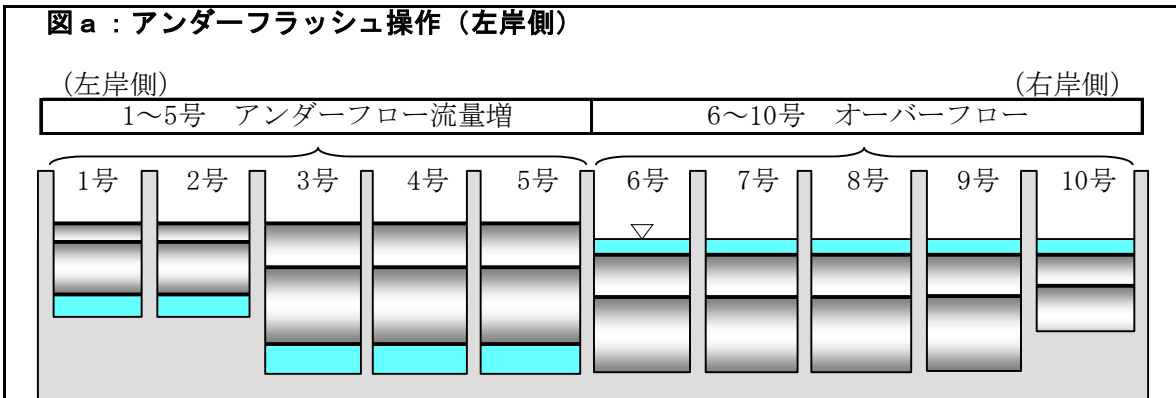 図a：アンダーフラッシュ操作（左岸側）
(左岸側) (右岸側)
1～5号 アンダーフロー流量増 6～10号 オーバーフロー
1号 2号 3号 4号 5号 6号 7号 8号 9号 10号